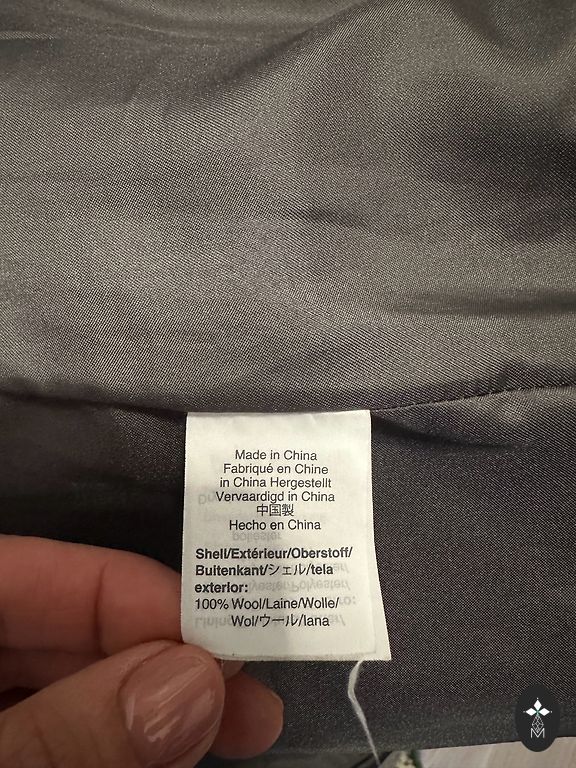 Made in China
Fabriqué en Chine
in China Hergestellt
Vervaardigd in China
中国製
Hecho en China
Shell/Extérieur/Oberstoff/
Buitenkant/シェル/tela
exterior:
100% Wool/Laine/Wolle/
Wol/ウール/lana